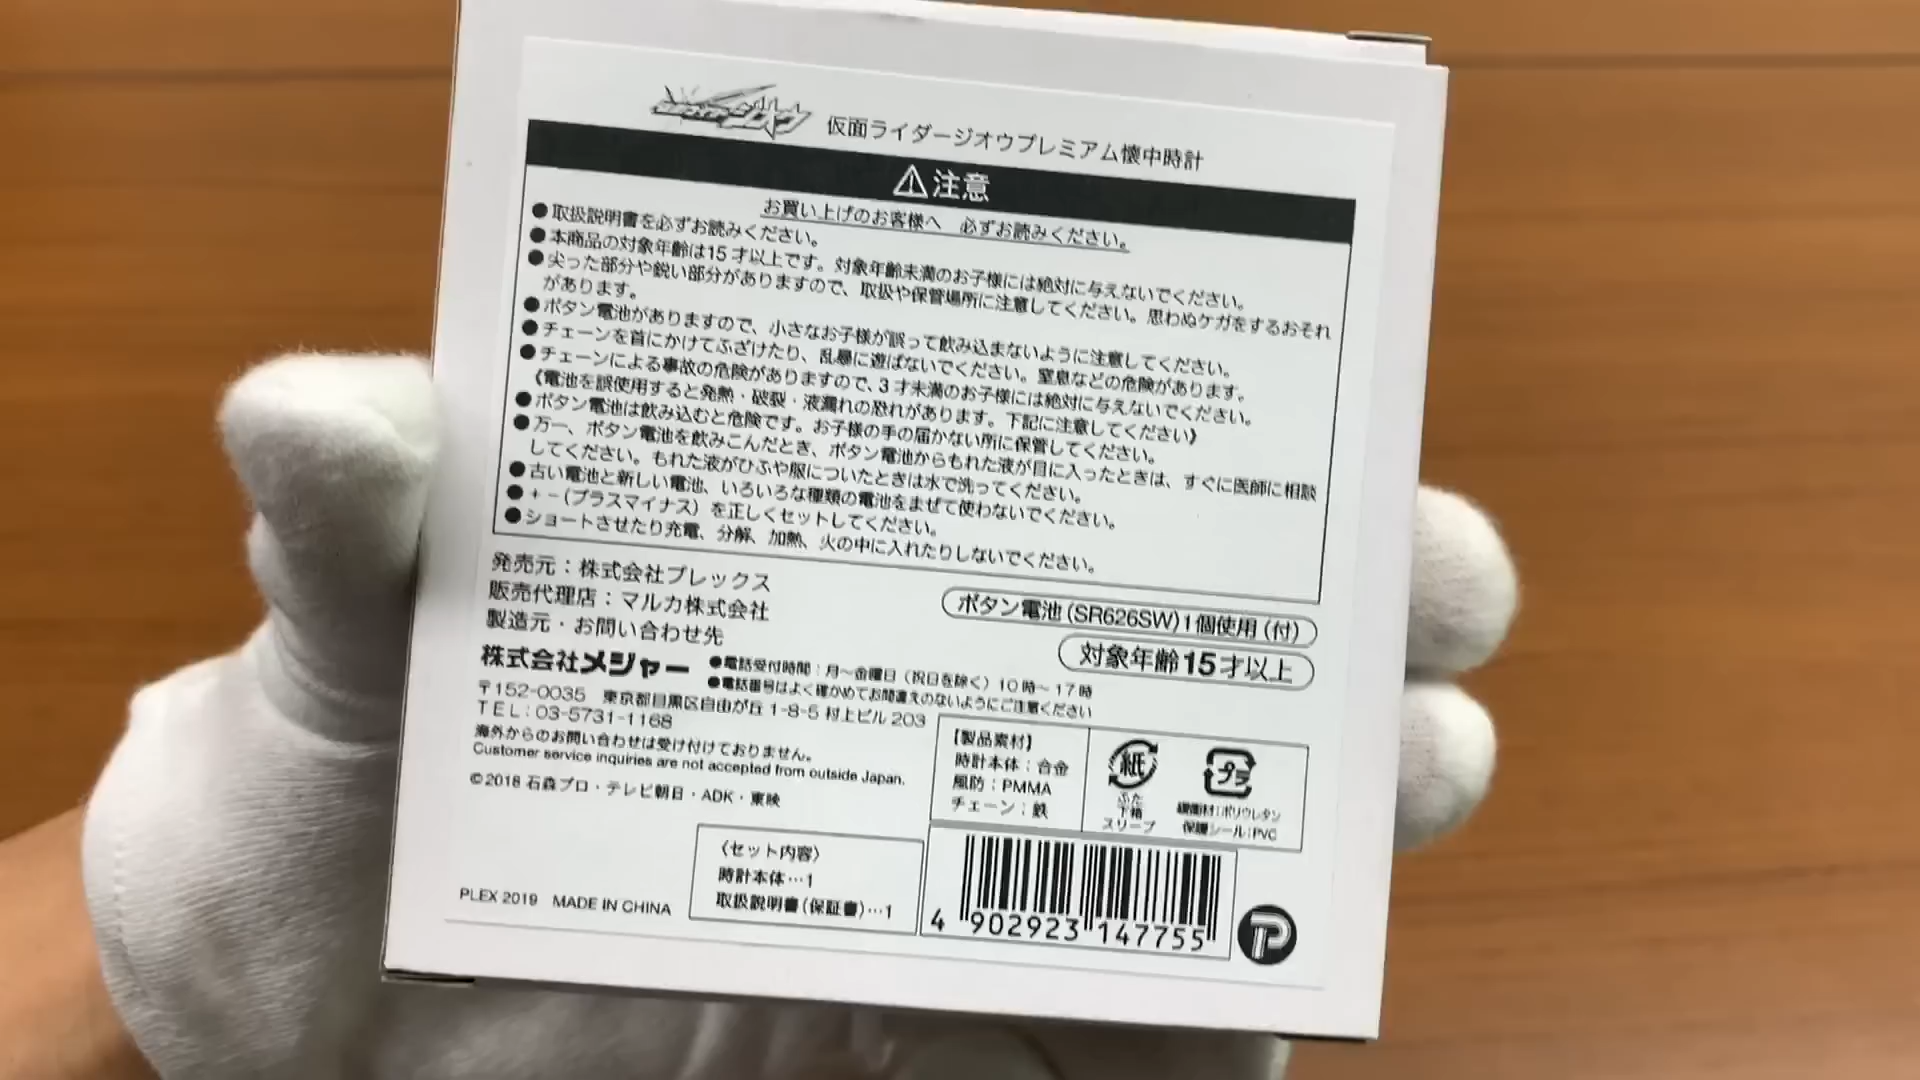 仮面ライダージオウ
仮面ライダージオウプレミアム懐中時計
注意
お買い上げのお客様へ 必ずお読みください。
●取扱説明書を必ずお読みください。
●本商品の対象年齢は15才以上です。対象年齢未満のお子様には絶対に与えないでください。
●尖った部分や鋭い部分がありますので、取扱や保管場所に注意してください。思わぬケガをするおそれ
があります。
●ボタン電池がありますので、小さなお子様が誤って飲み込まないように注意してください。
●チェーンを首にかけてふざけたり、乱暴に遊ばないでください。窒息などの危険があります。
●チェーンによる事故の危険がありますので、3才未満のお子様には絶対に与えないでください。
《電池を誤使用すると発熱・破裂・液漏れの恐れがあります。下記に注意してください》
●ボタン電池は飲み込むと危険です。お子様の手の届かない所に保管してください。
●万一、ボタン電池を飲みこんだとき、ボタン電池からもれた液が目に入ったときは、すぐに医師に相談
してください。もれた液がひふや服についたときは水で洗ってください。
●古い電池と新しい電池、いろいろな種類の電池をまぜて使わないでください。
●+-(プラスマイナス)を正しくセットしてください。
●ショートさせたり充電、分解、加熱、火の中に入れたりしないでください。
発売元:株式会社プレックス
販売代理店:マルカ株式会社
製造元・お問い合わせ先
株式会社メジャー
●電話受付時間:月~金曜日(祝日を除く)10時~17時
●電話番号はよく確かめてお間違えのないようにご注意ください
〒152-0035 東京都目黒区自由が丘1-8-5 村上ビル203
TEL:03-5731-1168
海外からのお問い合わせは受け付けておりません。
Customer service inquiries are not accepted from outside Japan.
©2018 石森プロ・テレビ朝日・ADK・東映
ボタン電池(SR626SW)1個使用(付)
対象年齢15才以上
【製品素材】
時計本体:合金
風防:PMMA
チェーン:鉄
紙
ふた
下箱
スリーブ
プラ
緩衝材:ポリウレタン
保護シール:PVC
〈セット内容〉
時計本体…1
取扱説明書(保証書)…1
PLEX 2019 MADE IN CHINA
4 902923 147755
P